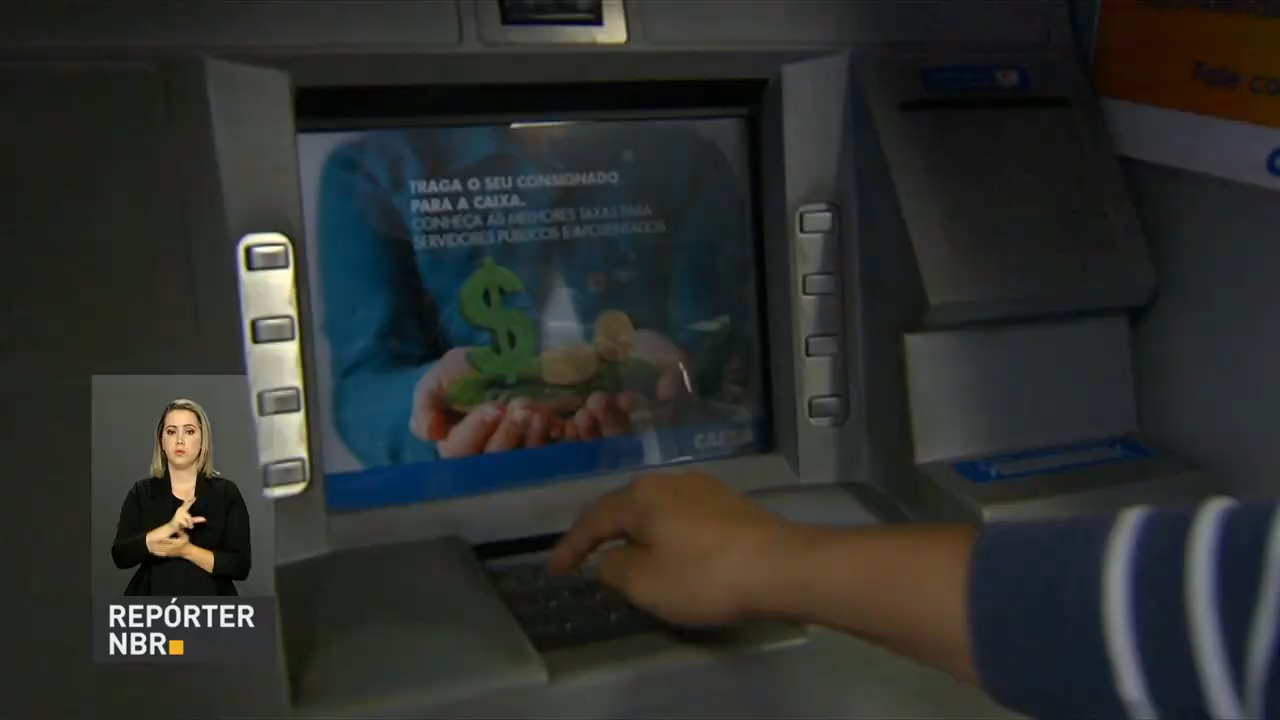 TRAGA O SEU CONSIGNADO
PARA A CAIXA.
CONHEÇA AS MELHORES TAXAS PARA
SERVIDORES PÚBLICOS E APOSENTADOS.
CAIXA
REPÓRTER
NBR